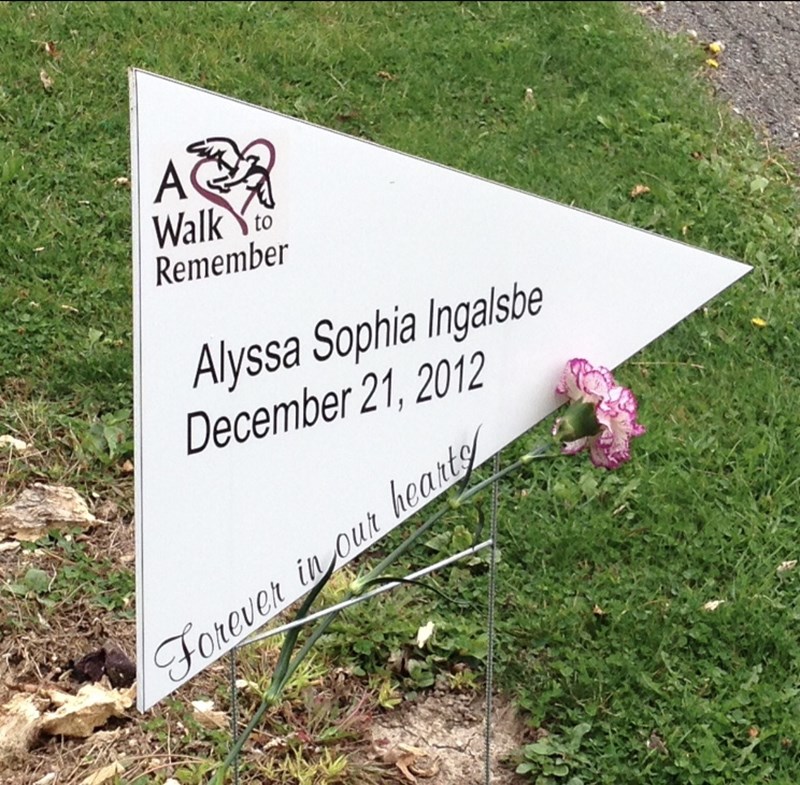 A
Walk to
Remember
Alyssa Sophia Ingalsbe
December 21, 2012
Forever in our hearts